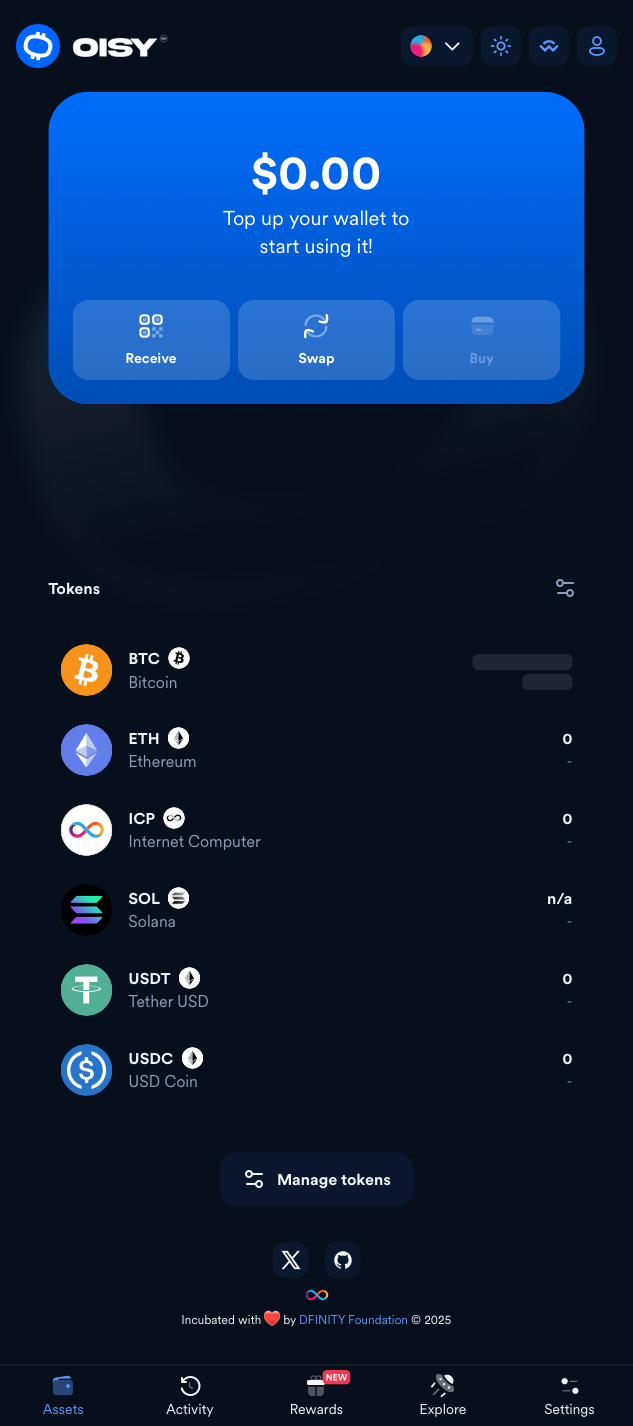 OISY
$0.00
Top up your wallet to
start using it!
Receive
Swap
Buy
Tokens
BTC
Bitcoin
ETH
0
Ethereum
-
ICP
0
Internet Computer
-
SOL
n/a
Solana
-
USDT
0
Tether USD
-
USDC
0
USD Coin
-
Manage tokens
Incubated with ❤️ by DFINITY Foundation © 2025
NEW
Assets
Activity
Rewards
Explore
Settings